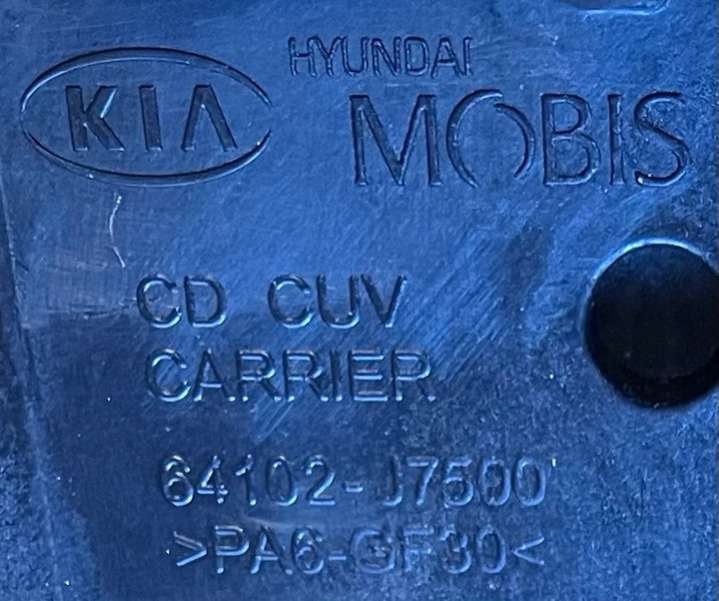 KIA
HYUNDAI
MOBIS
CD CUV
CARRIER
64102-J7500
>PA6-GF30<